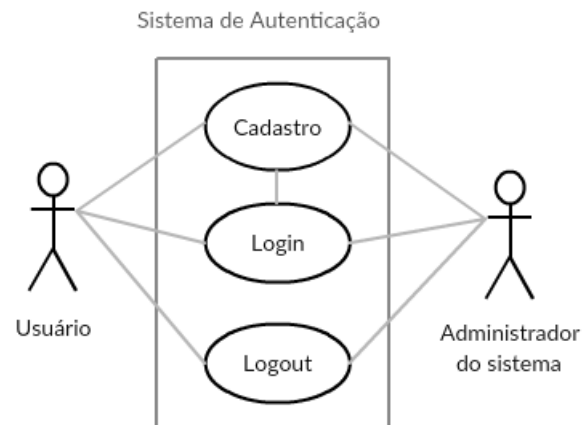 Sistema de Autenticação
Cadastro
Login
Logout
Usuário
Administrador
do sistema